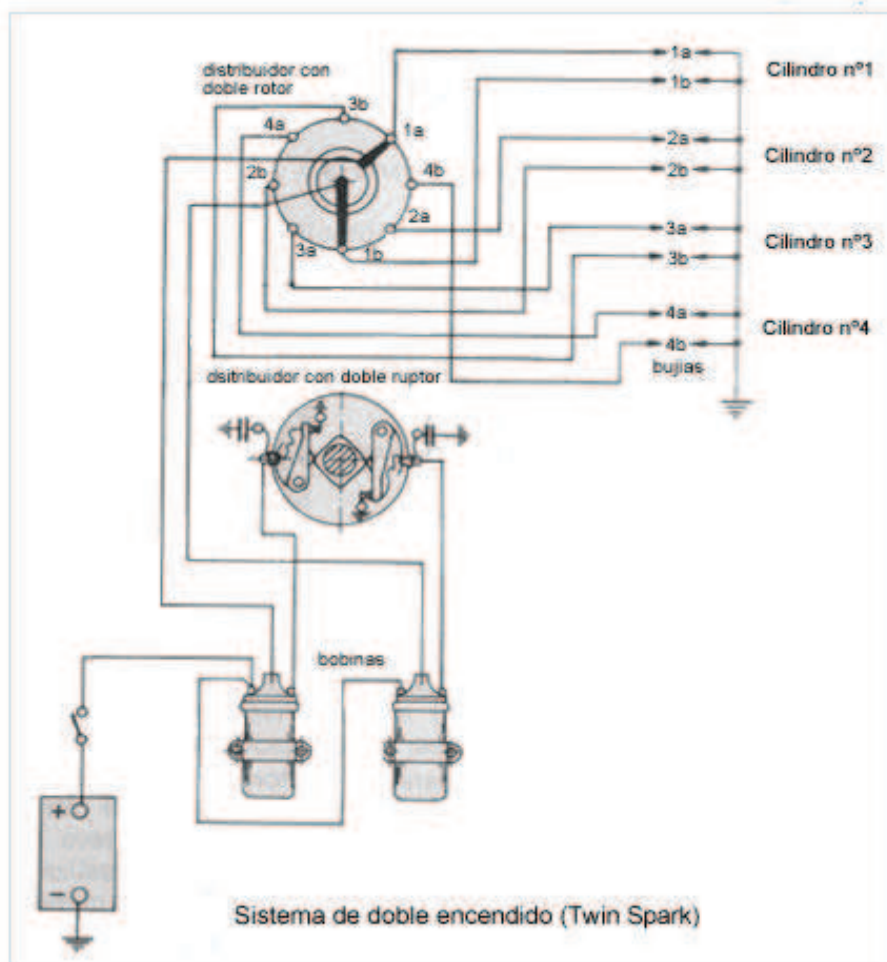 distribuidor con
doble rotor
3b
4a
1a
2b
4b
2a
3a
1b
1a
1b
Cilindro nº1
2a
2b
Cilindro nº2
3a
3b
Cilindro nº3
4a
4b
Cilindro nº4
bujias
dsitribuidor con doble ruptor
bobinas
+
−
Sistema de doble encendido (Twin Spark)